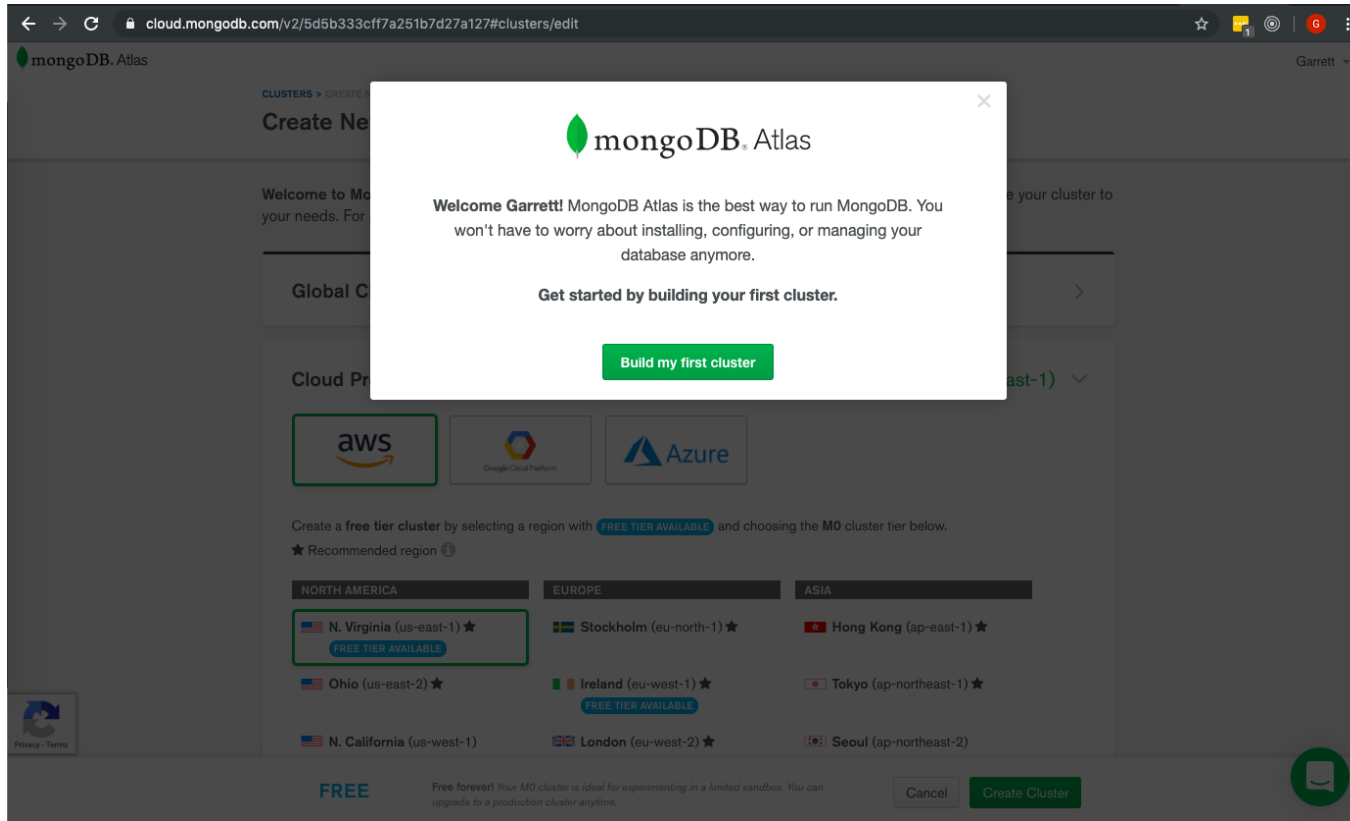 cloud.mongodb.com/v2/5d5b333cff7a251b7d27a127#clusters/edit
1
G
mongoDB. Atlas
Garrett
CLUSTERS > CREATE
Create Ne
mongoDB® Atlas
Welcome to Mo
e your cluster to
your needs. For
Welcome Garrett! MongoDB Atlas is the best way to run MongoDB. You
won't have to worry about installing, configuring, or managing your
database anymore.
Get started by building your first cluster.
Build my first cluster
Global C
Cloud Pr
ast-1)
aws
Google Cloud Platform
Azure
Create a free tier cluster by selecting a region with FREE TIER AVAILABLE and choosing the M0 cluster tier below.
★ Recommended region i
NORTH AMERICA
EUROPE
ASIA
N. Virginia (us-east-1) ★
FREE TIER AVAILABLE
Stockholm (eu-north-1) ★
Hong Kong (ap-east-1) ★
Ohio (us-east-2) ★
Ireland (eu-west-1) ★
FREE TIER AVAILABLE
Tokyo (ap-northeast-1) ★
N. California (us-west-1)
London (eu-west-2) ★
Seoul (ap-northeast-2)
Privacy - Terms
FREE
Free forever! Your M0 cluster is ideal for experimenting in a limited sandbox. You can
upgrade to a production cluster anytime.
Cancel
Create Cluster